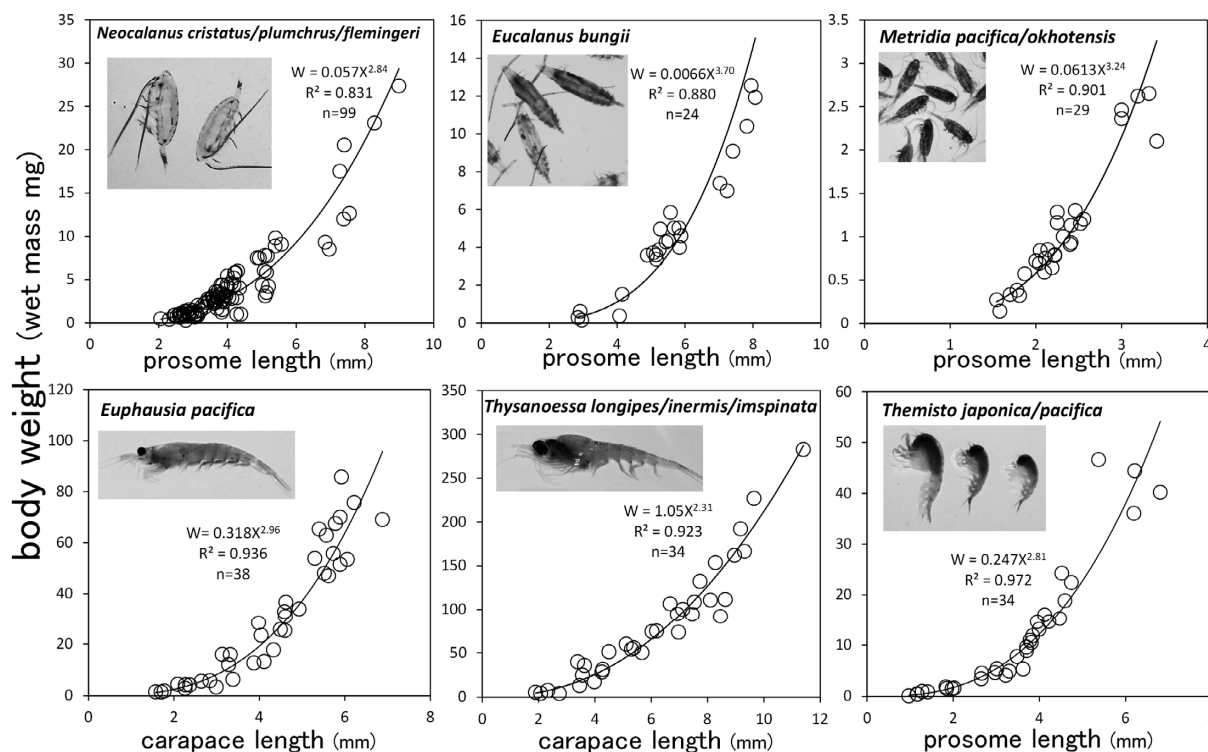 body weight (wet mass mg)
Neocalanus cristatus/plumchrus/flemingeri
W = 0.057X^2.84
R² = 0.831
n=99
35
30
25
20
15
10
5
0
0 2 4 6 8 10
prosome length (mm)
Eucalanus bungii
W = 0.0066X^3.70
R² = 0.880
n=24
16
14
12
10
8
6
4
2
0
0 2 4 6 8 10
prosome length (mm)
Metridia pacifica/okhotensis
W = 0.0613X^3.24
R² = 0.901
n=29
3.5
3
2.5
2
1.5
1
0.5
0
0 1 2 3 4
prosome length (mm)
Euphausia pacifica
W= 0.318X^2.96
R² = 0.936
n=38
120
100
80
60
40
20
0
0 2 4 6 8
carapace length (mm)
Thysanoessa longipes/inermis/imspinata
W = 1.05X^2.31
R² = 0.923
n=34
350
300
250
200
150
100
50
0
0 2 4 6 8 10 12
carapace length (mm)
Themisto japonica/pacifica
W = 0.247X^2.81
R² = 0.972
n=34
60
50
40
30
20
10
0
0 2 4 6 8
prosome length (mm)